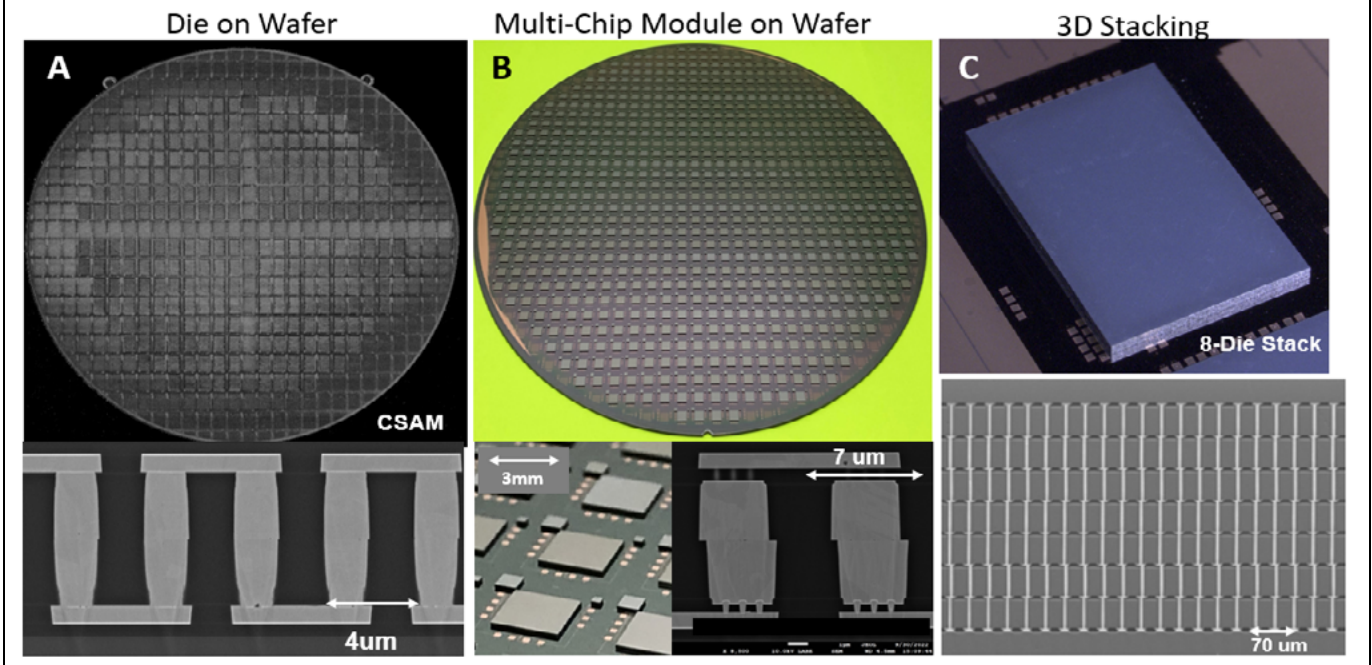 Die on Wafer
Multi-Chip Module on Wafer
3D Stacking
A
B
C
CSAM
8-Die Stack
4um
3mm
7 um
70 um